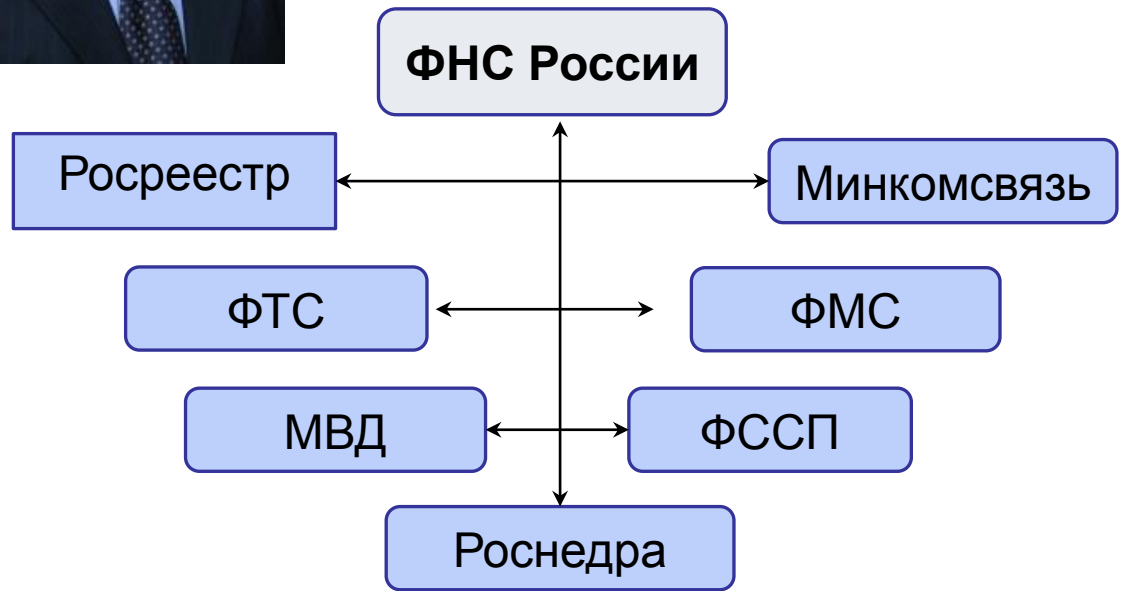 ФНС России
Росреестр
Минкомсвязь
ФТС
ФМС
МВД
ФССП
Роснедра